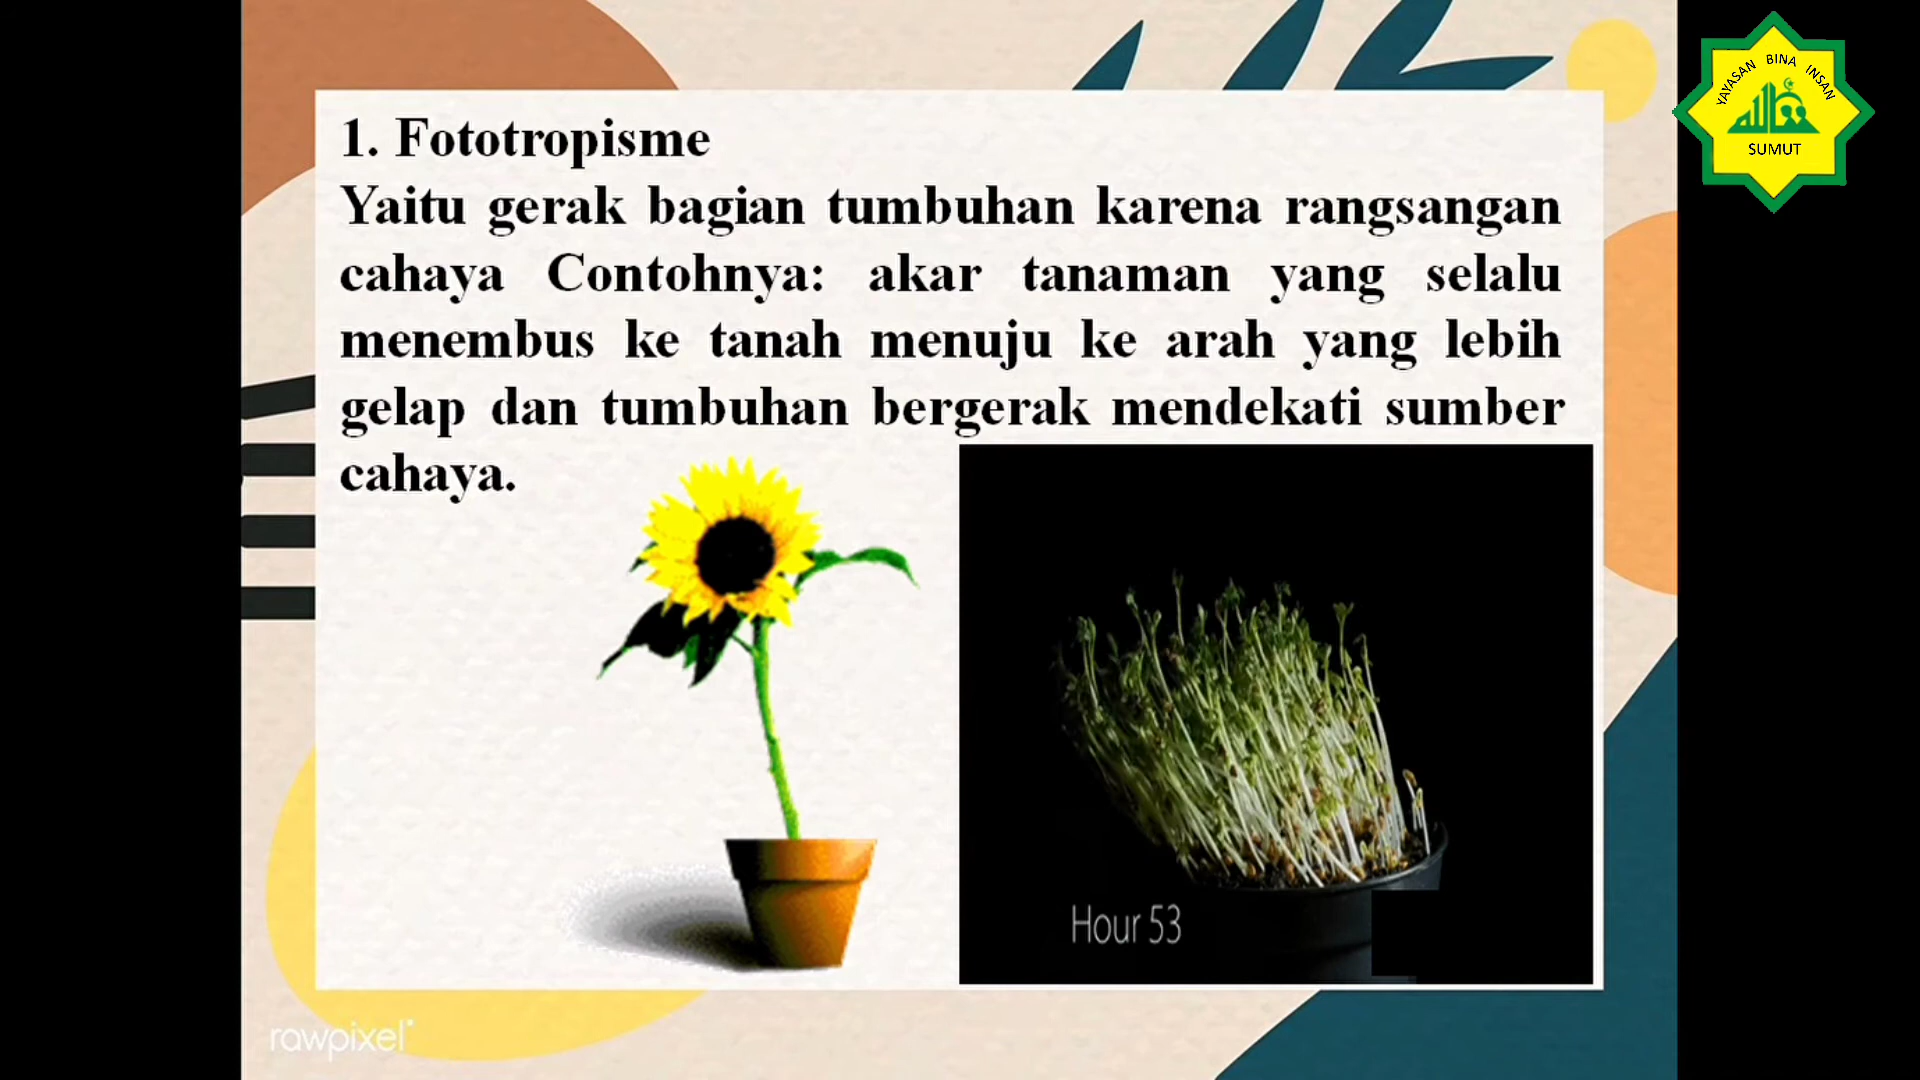 1. Fototropisme
Yaitu gerak bagian tumbuhan karena rangsangan
cahaya Contohnya: akar tanaman yang selalu
menembus ke tanah menuju ke arah yang lebih
gelap dan tumbuhan bergerak mendekati sumber
cahaya.
Hour 53
rawpixel
YAYASAN BINA INSAN
الله
SUMUT